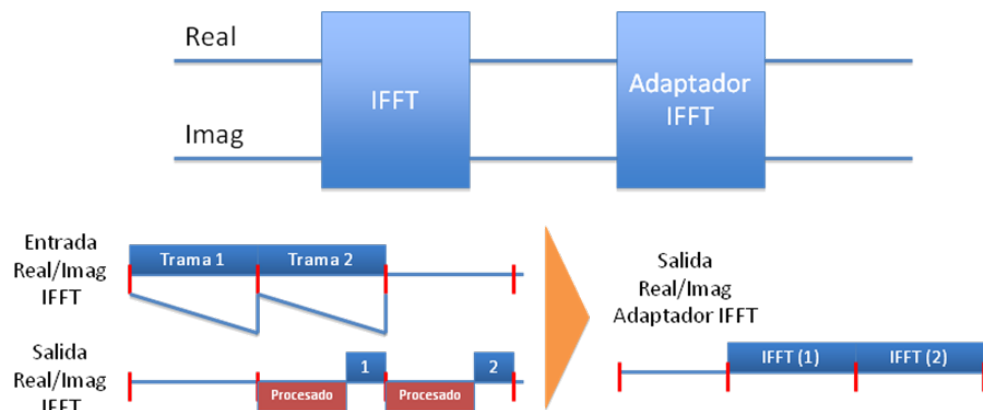 Real
Imag
IFFT
Adaptador
IFFT
Entrada
Real/Imag
IFFT
Trama 1
Trama 2
Salida
Real/Imag
IFFT
1
2
Procesado
Procesado
Salida
Real/Imag
Adaptador IFFT
IFFT (1)
IFFT (2)